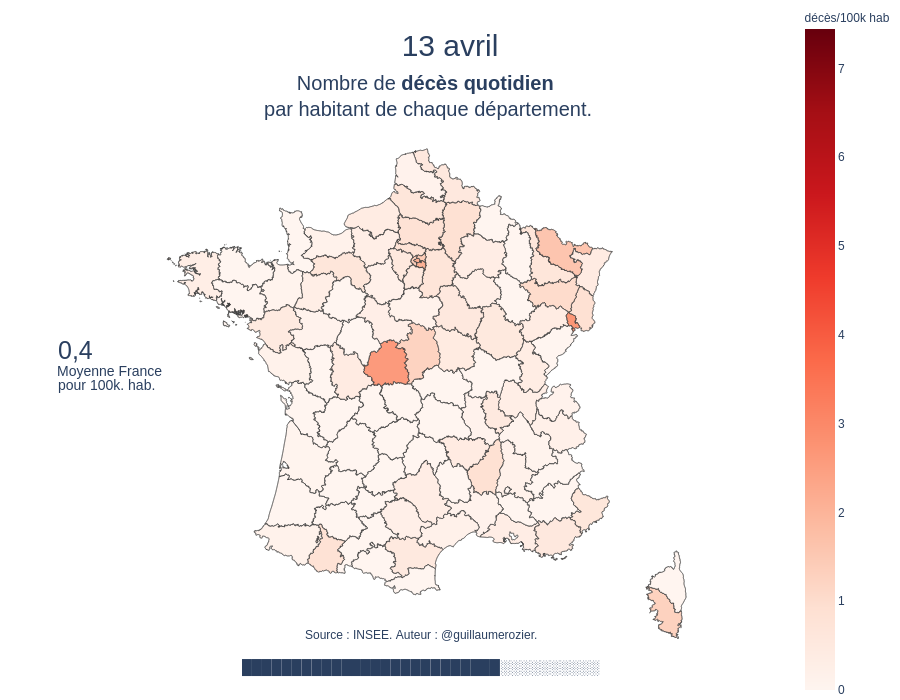 décès/100k hab
13 avril
Nombre de décès quotidien
par habitant de chaque département.
7
6
5
4
3
2
1
0
0,4
Moyenne France
pour 100k. hab.
Source : INSEE. Auteur : @guillaumerozier.